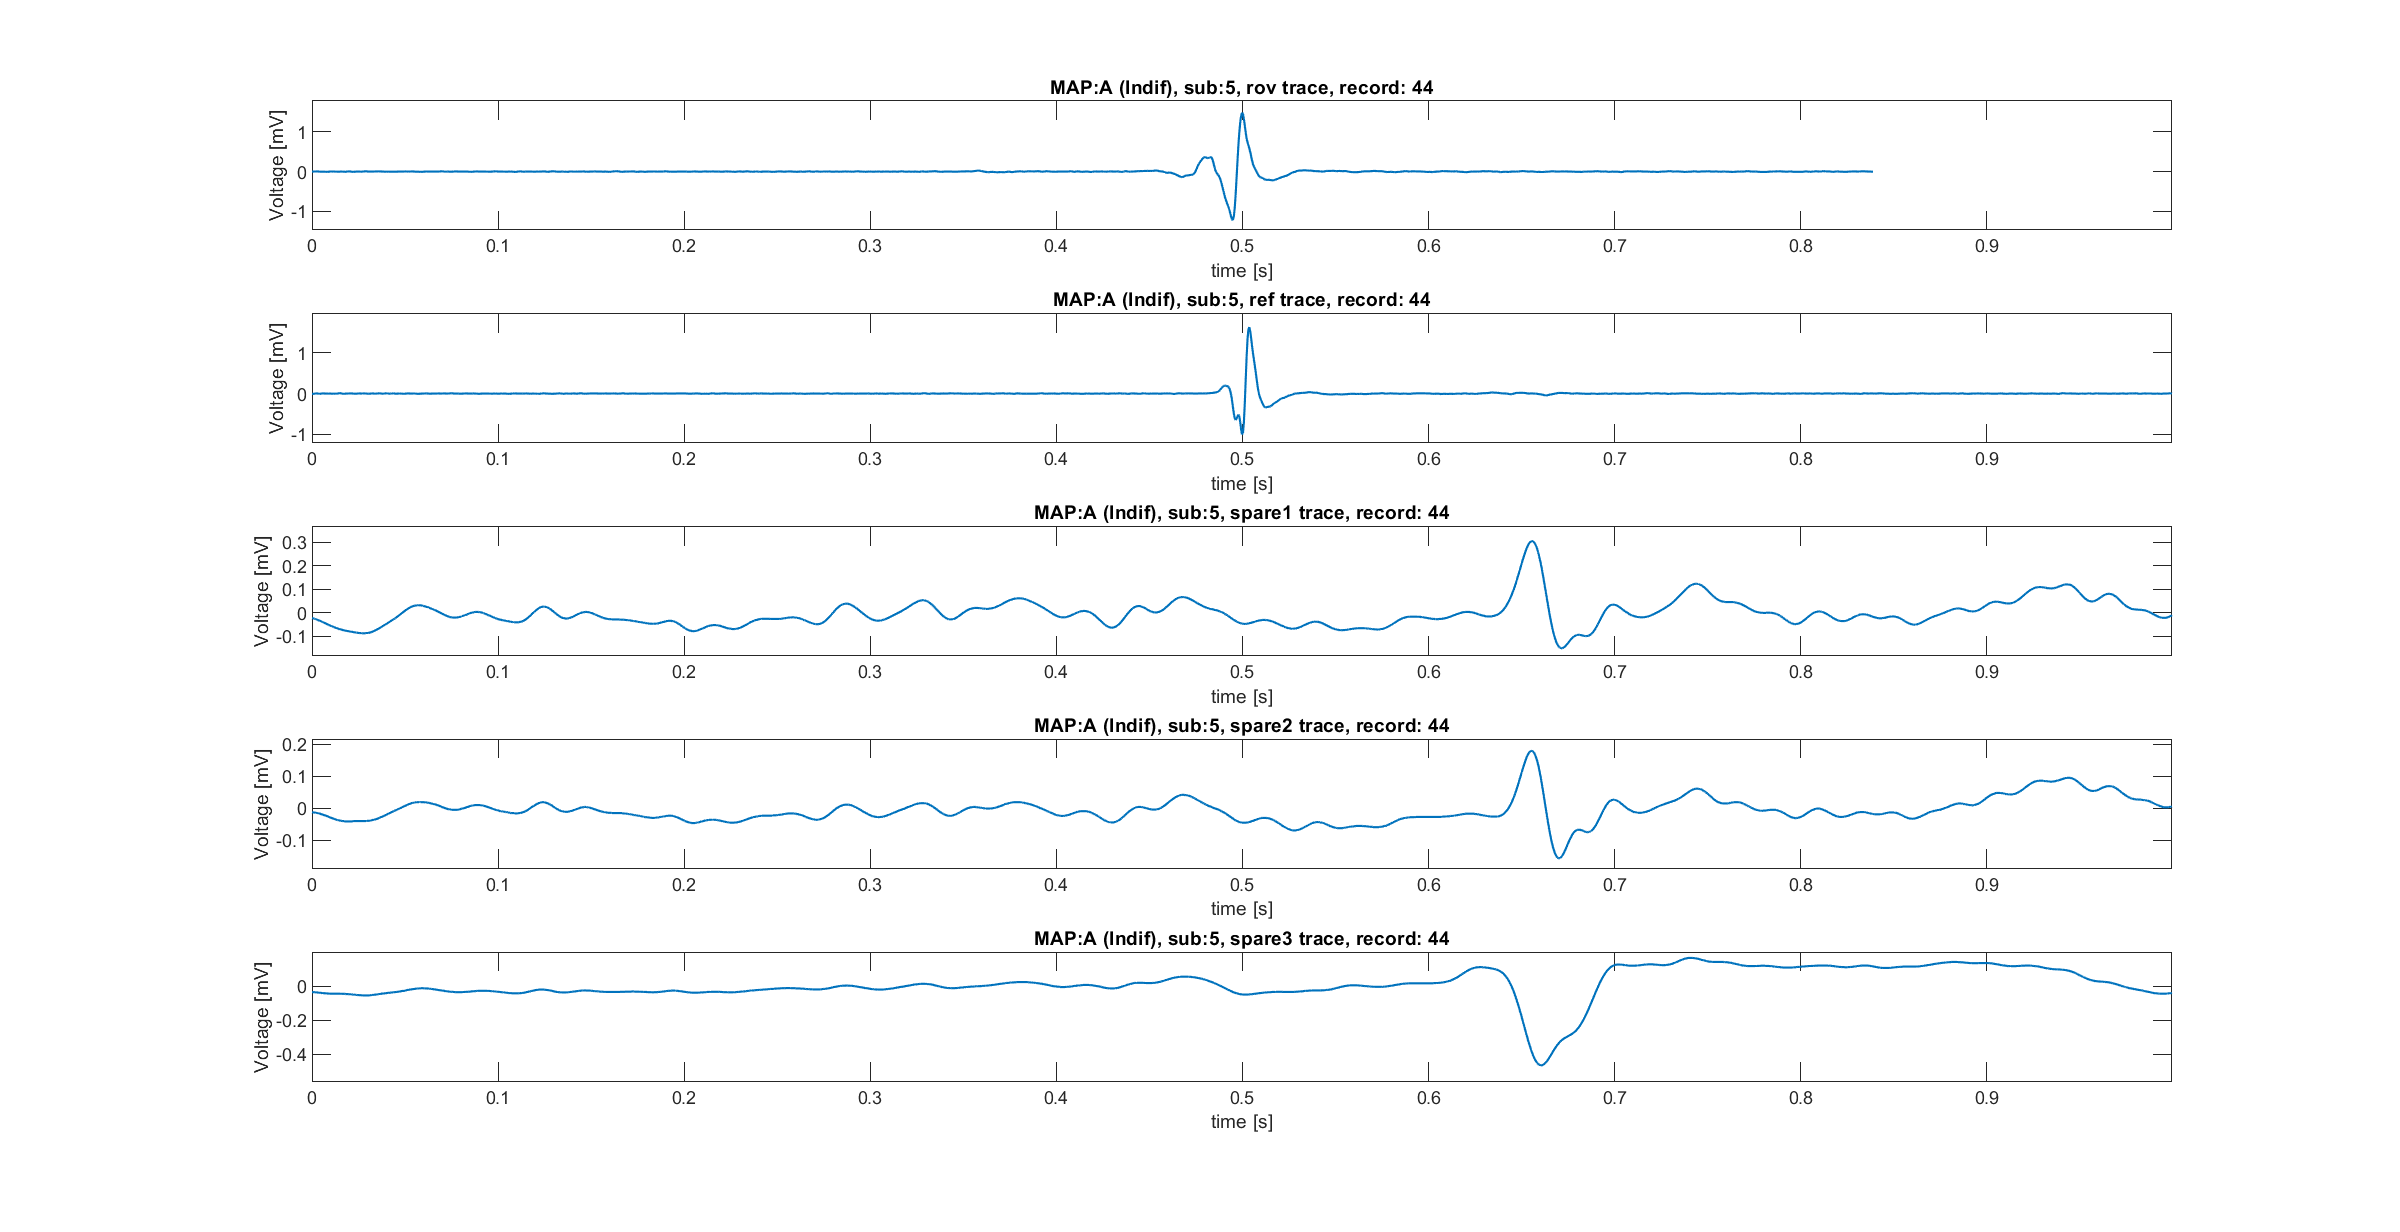 MAP:A (Indif), sub:5, rov trace, record: 44
Voltage [mV]
1
0
-1
0 0.1 0.2 0.3 0.4 0.5 0.6 0.7 0.8 0.9
time [s]
MAP:A (Indif), sub:5, ref trace, record: 44
Voltage [mV]
1
0
-1
0 0.1 0.2 0.3 0.4 0.5 0.6 0.7 0.8 0.9
time [s]
MAP:A (Indif), sub:5, spare1 trace, record: 44
Voltage [mV]
0.3
0.2
0.1
0
-0.1
0 0.1 0.2 0.3 0.4 0.5 0.6 0.7 0.8 0.9
time [s]
MAP:A (Indif), sub:5, spare2 trace, record: 44
Voltage [mV]
0.2
0.1
0
-0.1
0 0.1 0.2 0.3 0.4 0.5 0.6 0.7 0.8 0.9
time [s]
MAP:A (Indif), sub:5, spare3 trace, record: 44
Voltage [mV]
0
-0.2
-0.4
0 0.1 0.2 0.3 0.4 0.5 0.6 0.7 0.8 0.9
time [s]